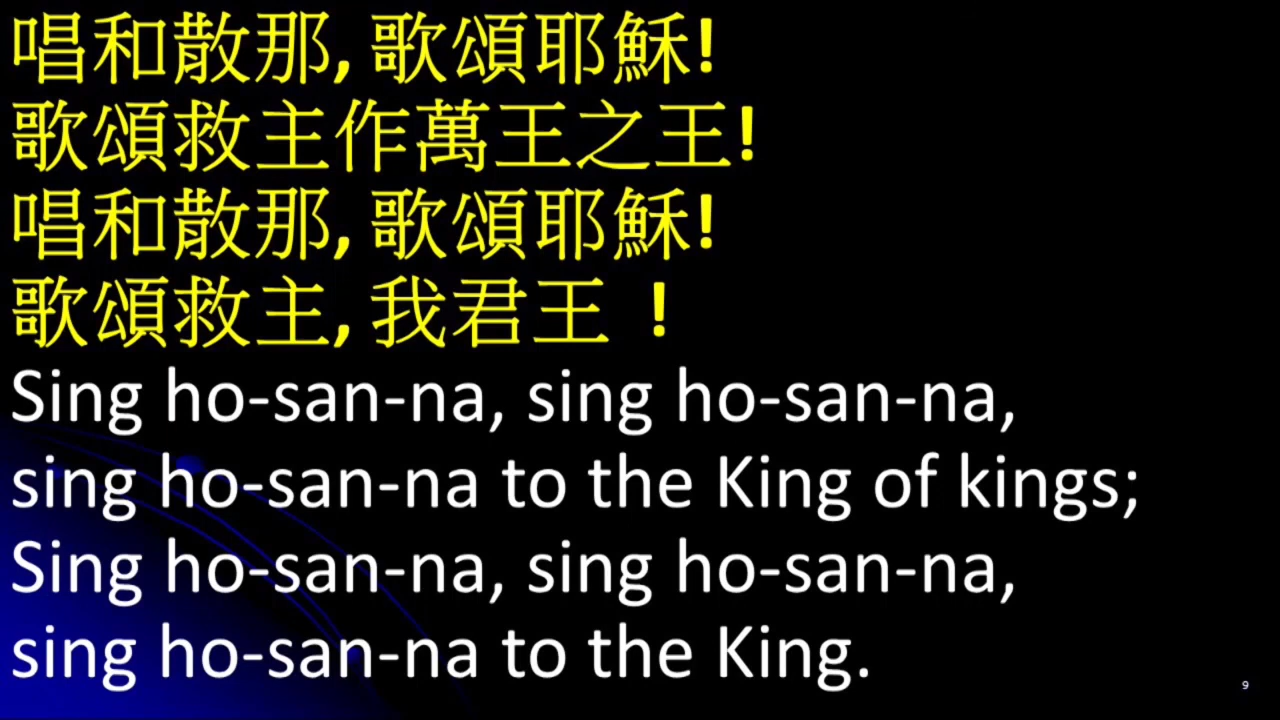 唱和散那, 歌頌耶穌!
歌頌救主作萬王之王!
唱和散那, 歌頌耶穌!
歌頌救主, 我君王 !
Sing ho-san-na, sing ho-san-na,
sing ho-san-na to the King of kings;
Sing ho-san-na, sing ho-san-na,
sing ho-san-na to the King.
9